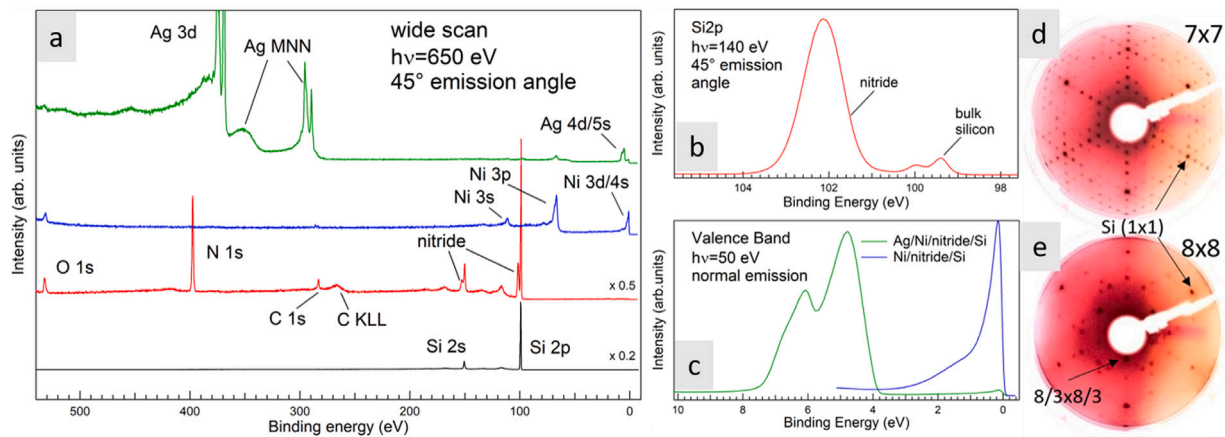 a
Ag 3d
Ag MNN
wide scan
hν=650 eV
45° emission angle
Ag 4d/5s
Ni 3p
Ni 3s
Ni 3d/4s
N 1s
nitride
O 1s
x 0.5
C 1s
C KLL
Si 2s
Si 2p
x 0.2
Intensity (arb. units)
500
400
300
200
100
0
Binding energy (eV)
Si2p
hν=140 eV
45° emission
angle
nitride
bulk
silicon
b
Intensity (arb. units)
104
102
100
98
Binding Energy (eV)
Valence Band
hν=50 eV
normal emission
Ag/Ni/nitride/Si
Ni/nitride/Si
c
Intensity (arb.units)
10
8
6
4
2
0
Binding Energy (eV)
d
7x7
Si (1x1)
e
8x8
8/3x8/3